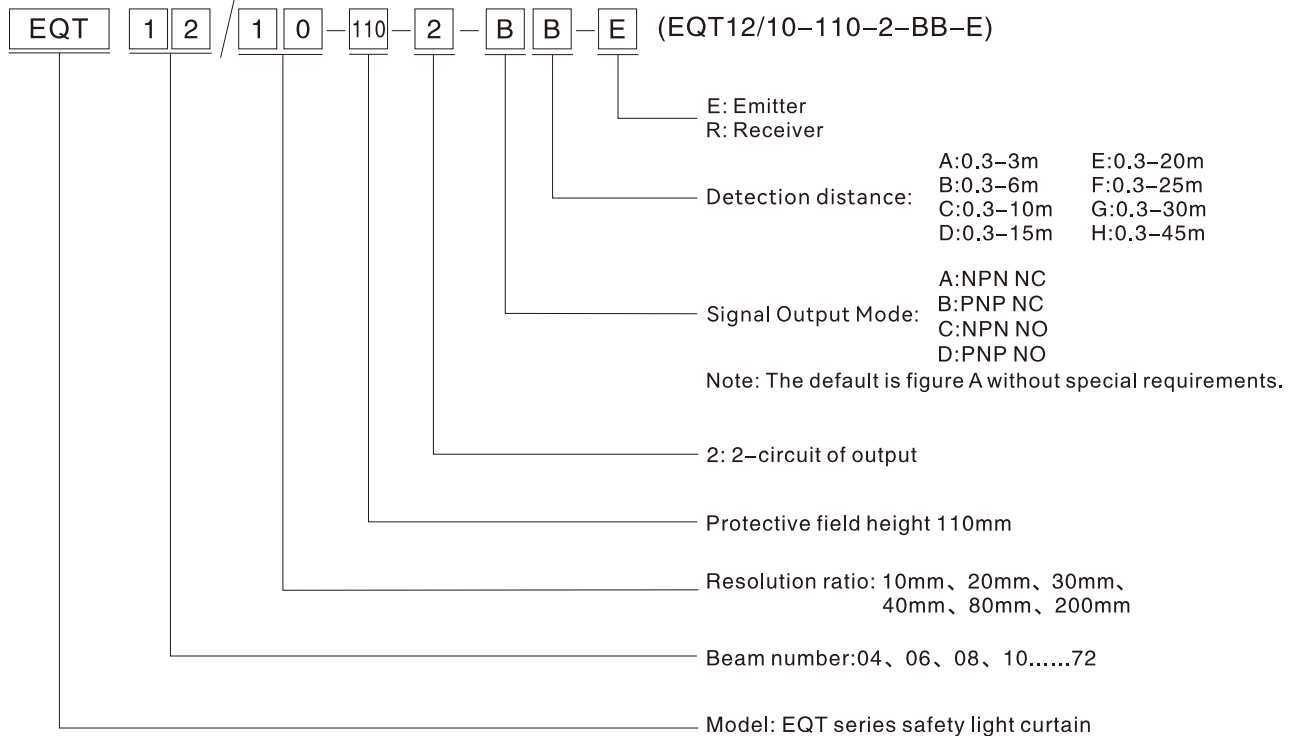 EQT 1 2 / 1 0 – 110 – 2 – B B – E (EQT12/10–110–2–BB–E)
E: Emitter
R: Receiver
Detection distance:
A:0.3–3m E:0.3–20m
B:0.3–6m F:0.3–25m
C:0.3–10m G:0.3–30m
D:0.3–15m H:0.3–45m
Signal Output Mode:
A:NPN NC
B:PNP NC
C:NPN NO
D:PNP NO
Note: The default is figure A without special requirements.
2: 2–circuit of output
Protective field height 110mm
Resolution ratio: 10mm、20mm、30mm、
40mm、80mm、200mm
Beam number:04、06、08、10......72
Model: EQT series safety light curtain